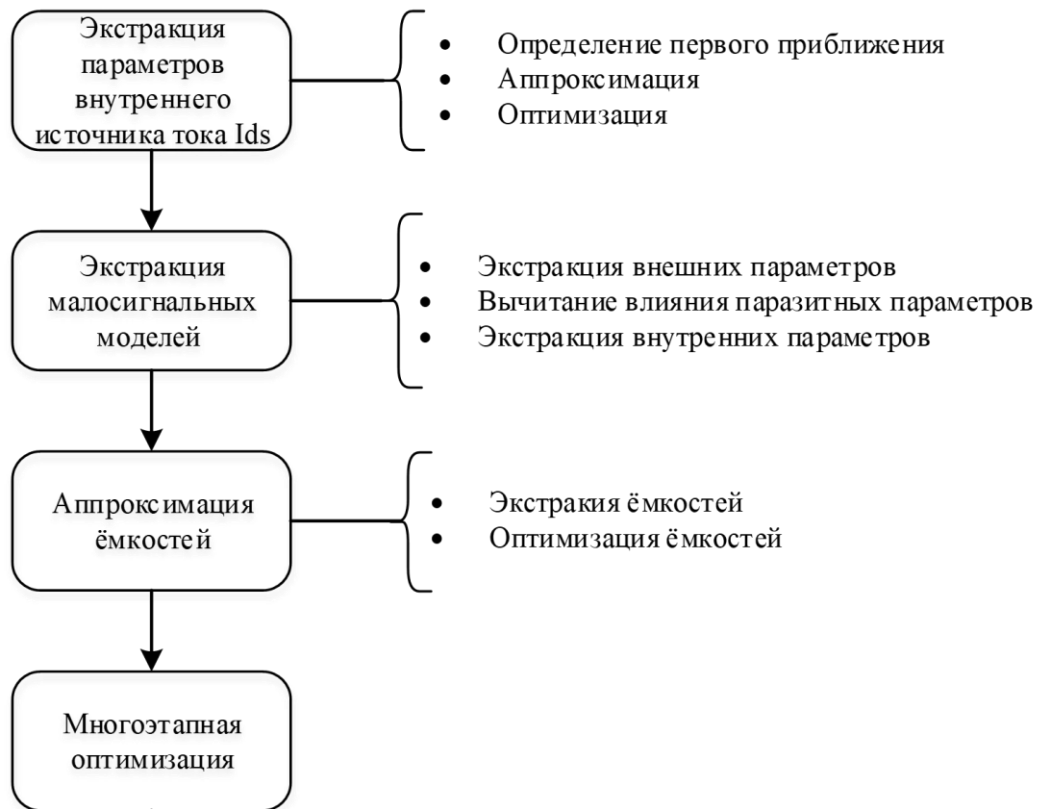 Экстракция
параметров
внутреннего
источника тока Ids
• Определение первого приближения
• Аппроксимация
• Оптимизация
Экстракция
малосигнальных
моделей
• Экстракция внешних параметров
• Вычитание влияния паразитных параметров
• Экстракция внутренних параметров
Аппроксимация
ёмкостей
• Экстракия ёмкостей
• Оптимизация ёмкостей
Многоэтапная
оптимизация